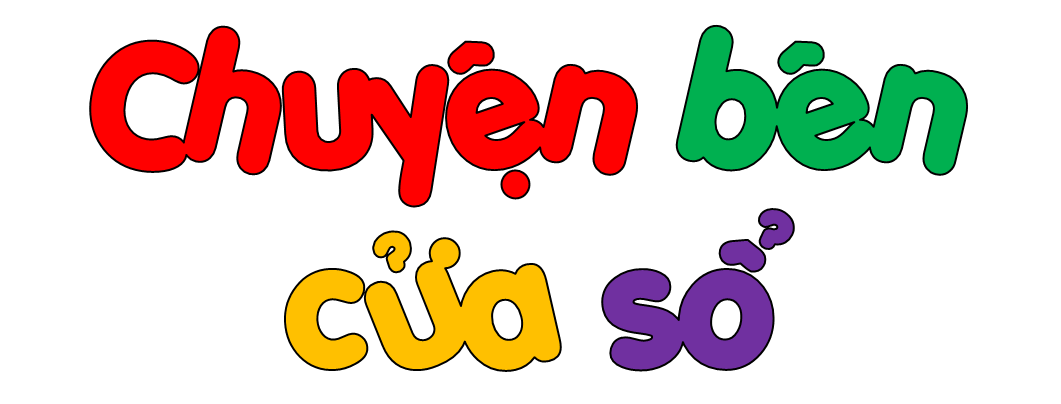 Chuyện bên
cửa sổ